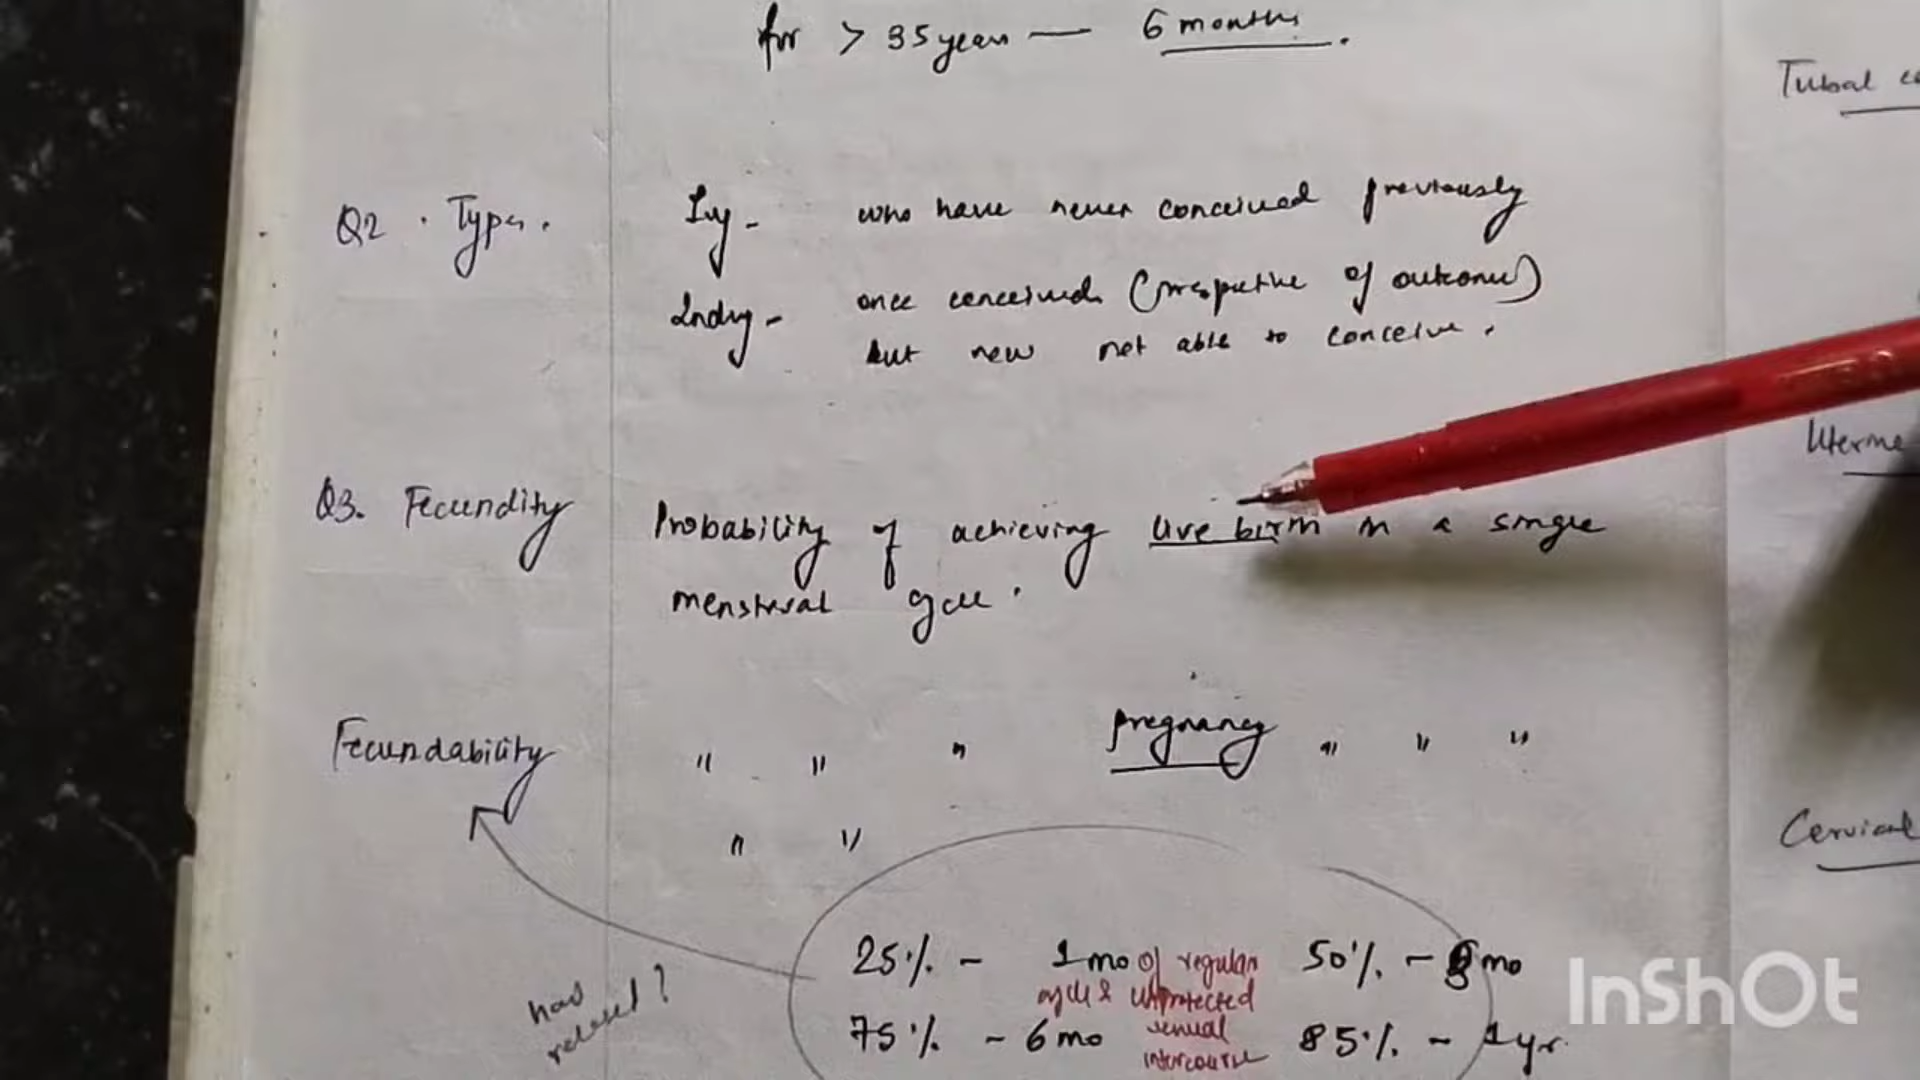 for > 35 years — 6 months.
Tubal
Q2. Types.
Iry - who have never conceived previously
2ndry - once conceived (irrespective of outcome)
but now not able to conceive.
Uterine
Q3. Fecundity Probability of achieving live birth in a single
menstural cycle.
Fecundability " " " pregnancy " " "
" "
Cervical
25% - 1 mo of regular 50% - mo
cycle & unprotected
75% - 6 mo sexual 85% - 1 yr.
intercourse
how
related?
InShOt